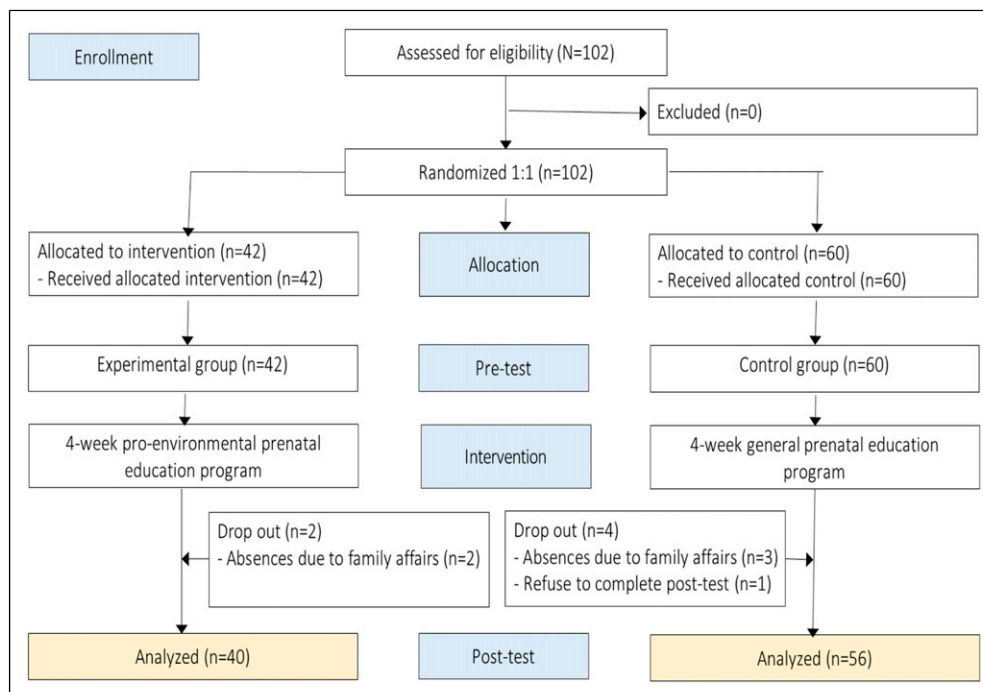 Enrollment
Assessed for eligibility (N=102)
Excluded (n=0)
Randomized 1:1 (n=102)
Allocated to intervention (n=42)
- Received allocated intervention (n=42)
Allocation
Allocated to control (n=60)
- Received allocated control (n=60)
Experimental group (n=42)
Pre-test
Control group (n=60)
4-week pro-environmental prenatal
education program
Intervention
4-week general prenatal education
program
Drop out (n=2)
- Absences due to family affairs (n=2)
Drop out (n=4)
- Absences due to family affairs (n=3)
- Refuse to complete post-test (n=1)
Analyzed (n=40)
Post-test
Analyzed (n=56)